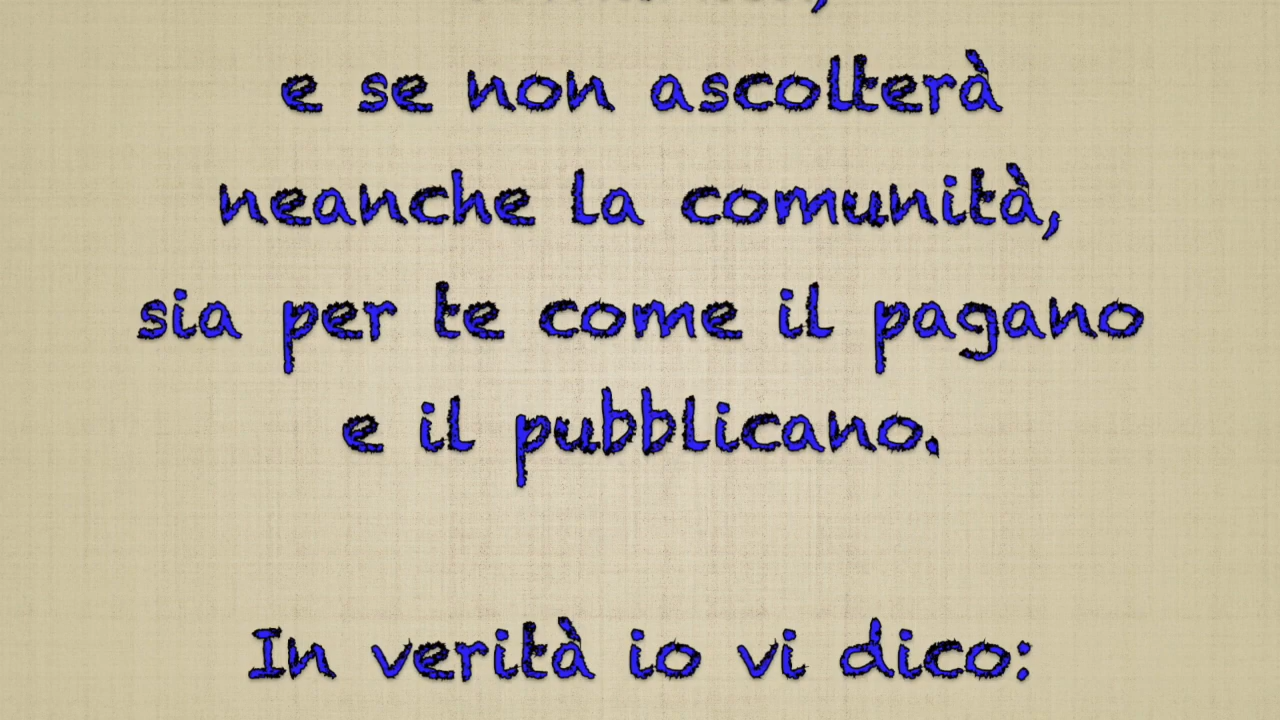 e se non ascolterà
neanche la comunità,
sia per te come il pagano
e il pubblicano.
In verità io vi dico: